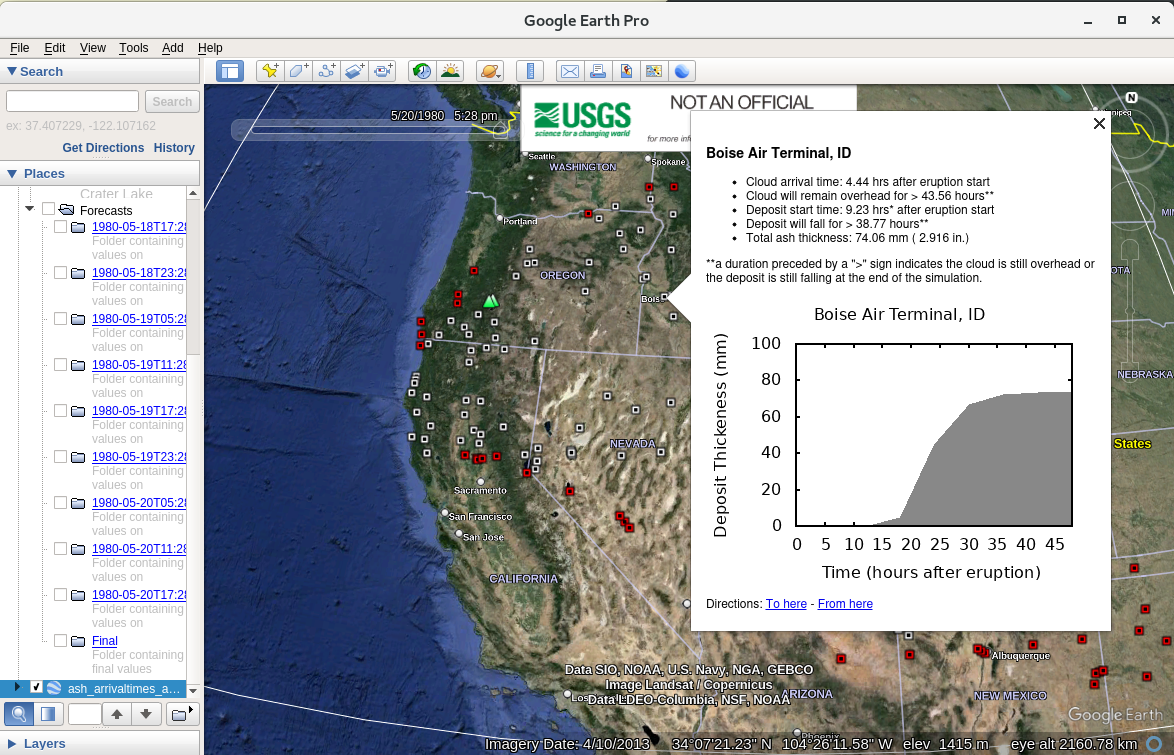 Google Earth Pro
File Edit View Tools Add Help
Search
Search
ex: 37.407229, -122.107162
Get Directions History
Places
Crater Lake
Forecasts
1980-05-18T17:28
Folder containing
values on
1980-05-18T23:28
Folder containing
values on
1980-05-19T05:28
Folder containing
values on
1980-05-19T11:28
Folder containing
values on
1980-05-19T17:28
Folder containing
values on
1980-05-19T23:28
Folder containing
values on
1980-05-20T05:28
Folder containing
values on
1980-05-20T11:28
Folder containing
values on
1980-05-20T17:28
Folder containing
values on
Final
Folder containing
final values
ash_arrivaltimes_a...
Layers
5/20/1980 5:28 pm
USGS
science for a changing world
NOT AN OFFICIAL
for more info
N
Seattle
WASHINGTON
Spokane
Portland
OREGON
Bois
NEVADA
Sacramento
San Francisco
San Jose
CALIFORNIA
Los
ARIZONA
Phoenix
NEW MEXICO
Albuquerque
OTA
NEBRASKA
States
Boise Air Terminal, ID
• Cloud arrival time: 4.44 hrs after eruption start
• Cloud will remain overhead for > 43.56 hours**
• Deposit start time: 9.23 hrs* after eruption start
• Deposit will fall for > 38.77 hours**
• Total ash thickness: 74.06 mm ( 2.916 in.)
**a duration preceded by a ">" sign indicates the cloud is still overhead or
the deposit is still falling at the end of the simulation.
Boise Air Terminal, ID
Deposit Thickeness (mm)
100
80
60
40
20
0
0 5 10 15 20 25 30 35 40 45
Time (hours after eruption)
Directions: To here - From here
Data SIO, NOAA, U.S. Navy, NGA, GEBCO
Image Landsat / Copernicus
Data LDEO-Columbia, NSF, NOAA
Google Earth
Imagery Date: 4/10/2013 34°07'21.23" N 104°26'11.58" W elev 1415 m eye alt 2160.78 km